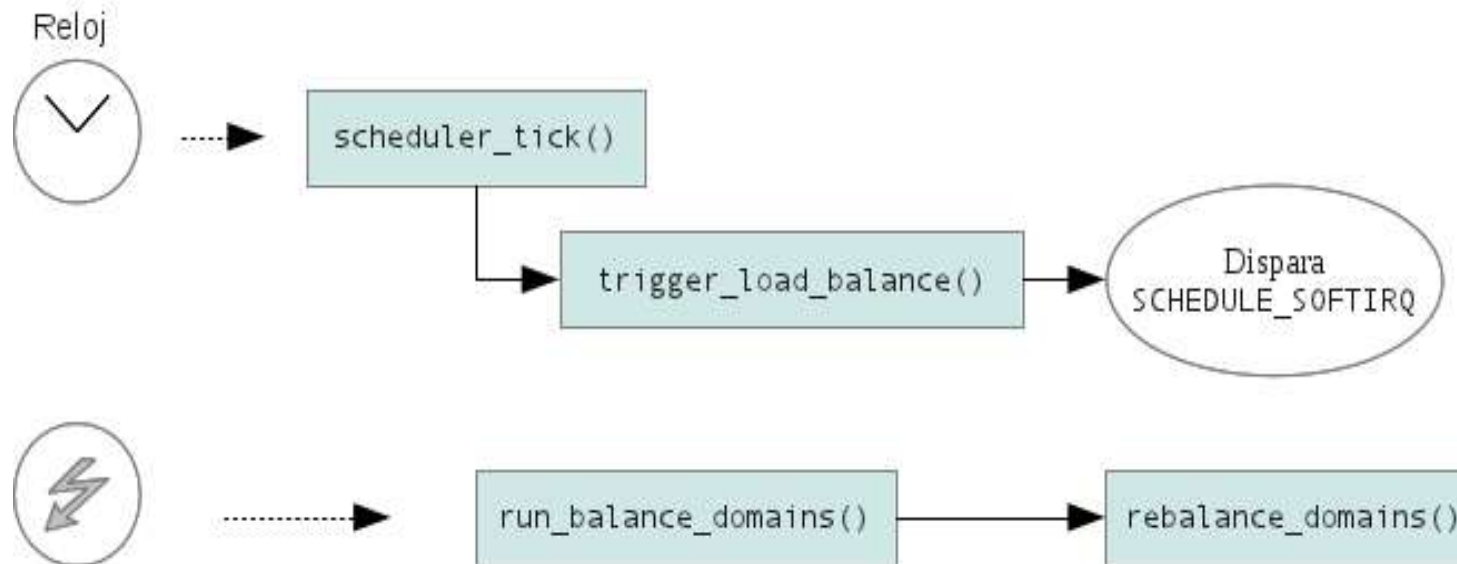 Reloj
scheduler_tick()
trigger_load_balance()
Dispara
SCHEDULE_SOFTIRQ
run_balance_domains()
rebalance_domains()